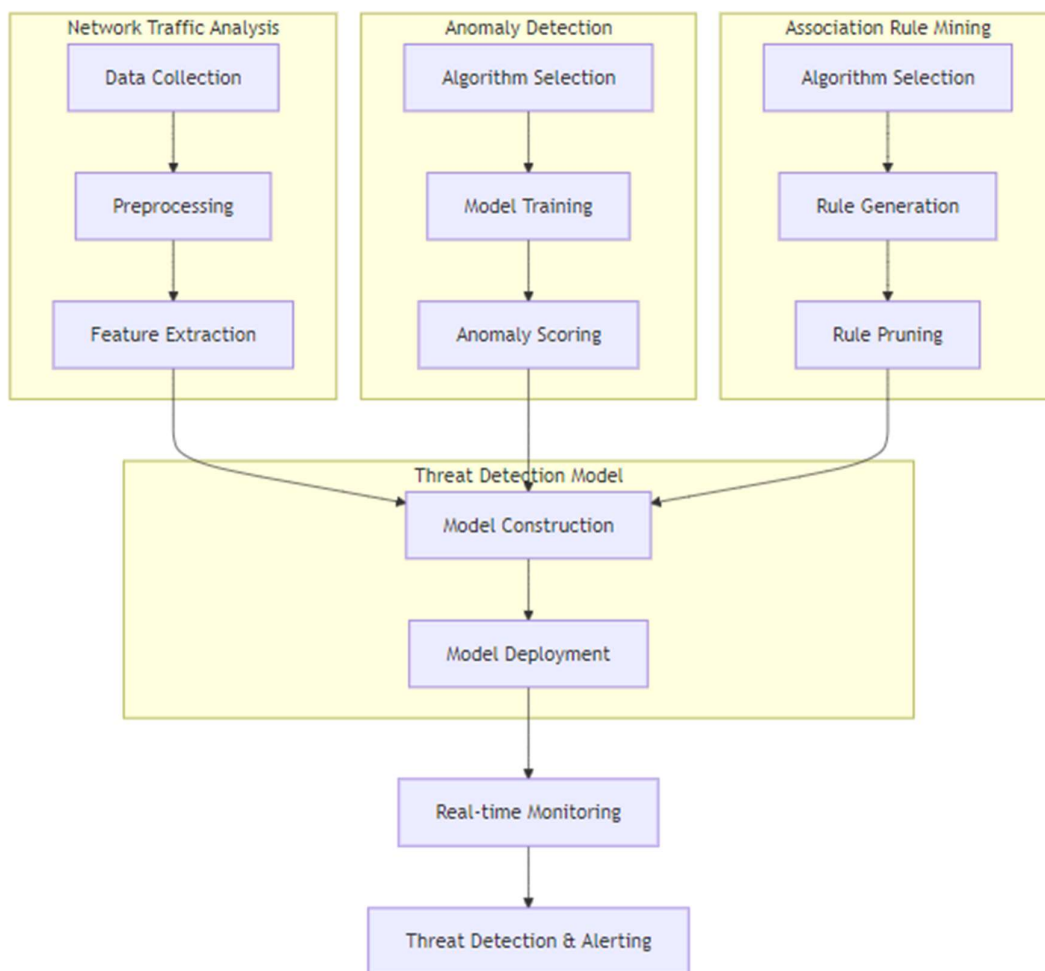 Network Traffic Analysis
Data Collection
Preprocessing
Feature Extraction
Anomaly Detection
Algorithm Selection
Model Training
Anomaly Scoring
Association Rule Mining
Algorithm Selection
Rule Generation
Rule Pruning
Threat Detection Model
Model Construction
Model Deployment
Real-time Monitoring
Threat Detection & Alerting